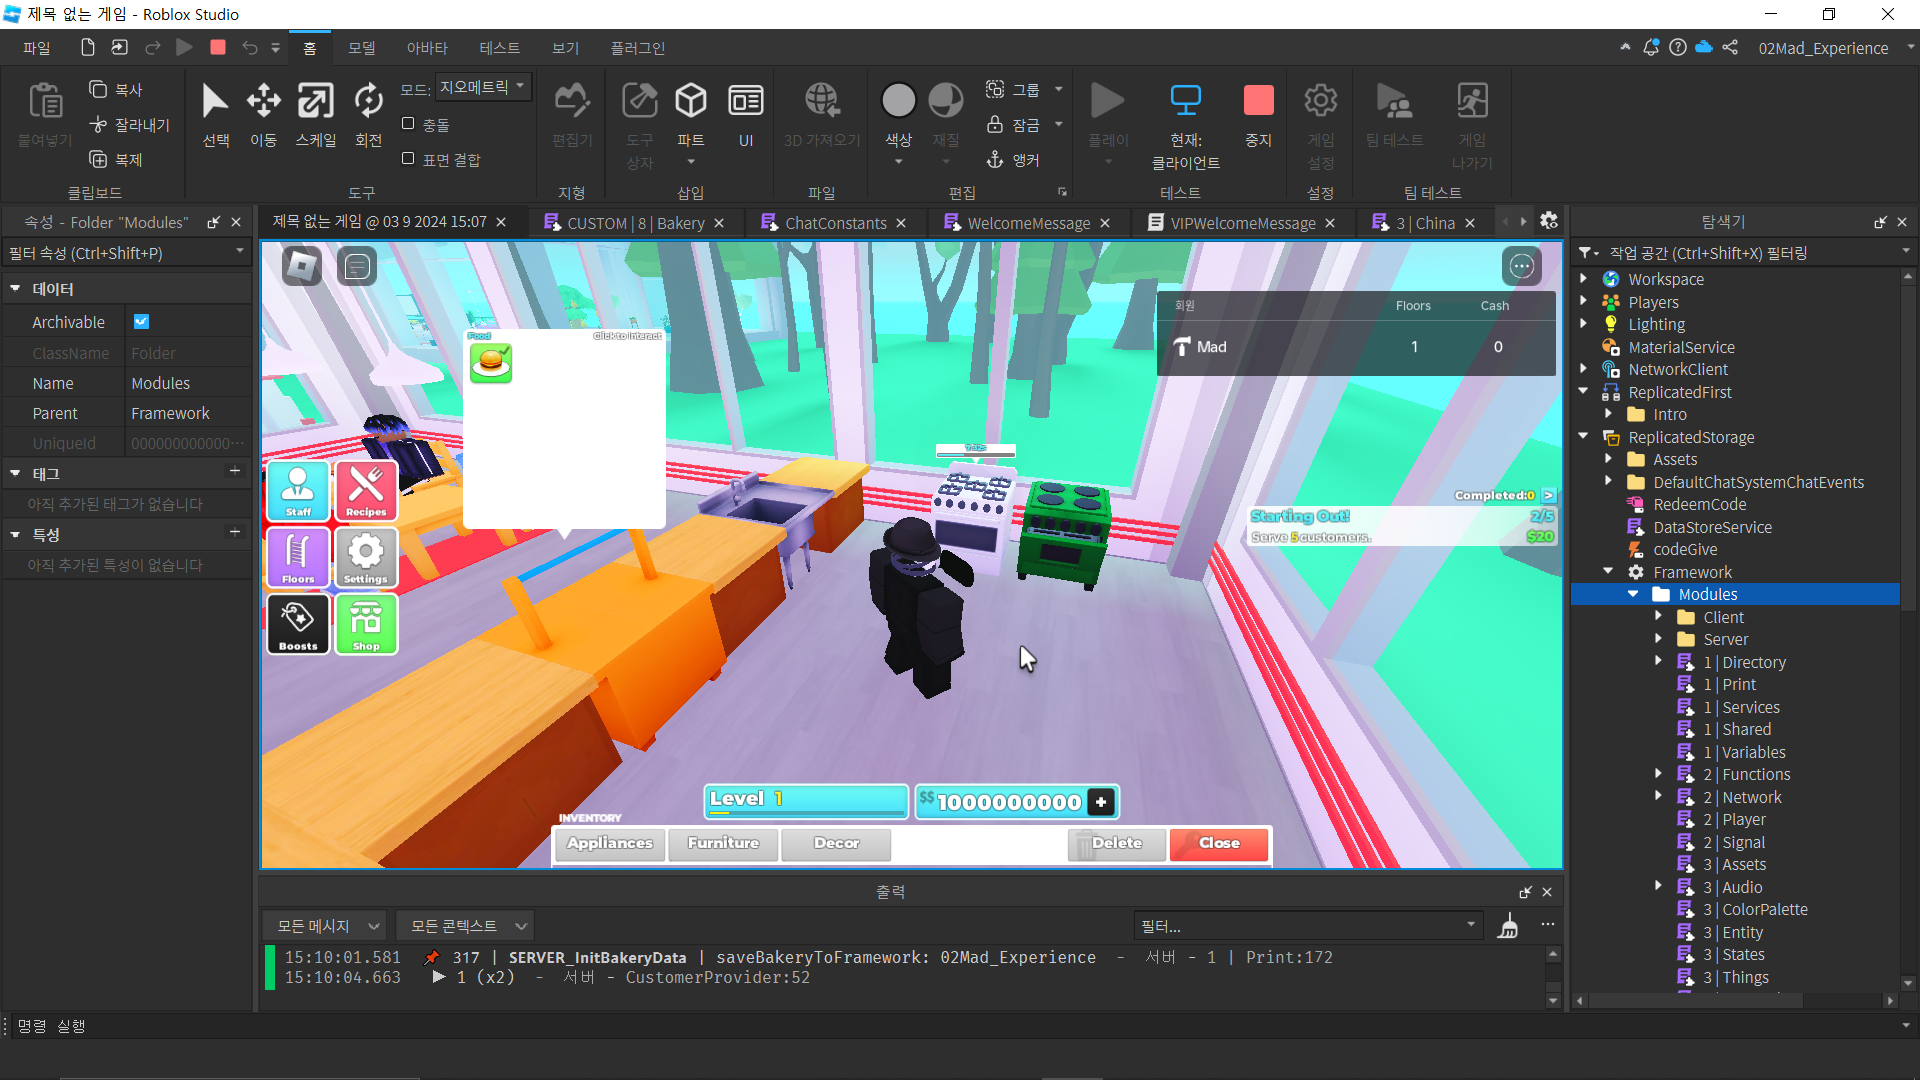 제목 없는 게임 - Roblox Studio
파일
홈
모델
아바타
테스트
보기
플러그인
02Mad_Experience
붙여넣기
복사
잘라내기
복제
클립보드
선택
이동
스케일
회전
모드:
지오메트릭
충돌
표면 결합
도구
편집기
지형
도구
상자
파트
UI
삽입
3D 가져오기
파일
색상
재질
그룹
잠금
앵커
편집
플레이
현재:
클라이언트
중지
테스트
게임
설정
설정
팀 테스트
게임
나가기
팀 테스트
속성 - Folder "Modules"
필터 속성 (Ctrl+Shift+P)
데이터
Archivable
ClassName Folder
Name Modules
Parent Framework
UniqueId 000000000000···
태그
아직 추가된 태그가 없습니다
특성
아직 추가된 특성이 없습니다
제목 없는 게임 @ 03 9 2024 15:07
CUSTOM | 8 | Bakery
ChatConstants
WelcomeMessage
VIPWelcomeMessage
3 | China
회원 Floors Cash
Mad 1 0
Food Click to Interact
Staff
Recipes
Floors
Settings
Boosts
Shop
Completed:0 >
Starting Out! 2/5
Serve 5 customers. $20
Level 1
$$ 1000000000 +
INVENTORY
Appliances
Furniture
Decor
Delete
Close
출력
모든 메시지
모든 콘텍스트
필터...
15:10:01.581 317 | SERVER_InitBakeryData | saveBakeryToFramework: 02Mad_Experience - 서버 - 1 | Print:172
15:10:04.663 ▶ 1 (x2) - 서버 - CustomerProvider:52
명령 실행
탐색기
작업 공간 (Ctrl+Shift+X) 필터링
Workspace
Players
Lighting
MaterialService
NetworkClient
ReplicatedFirst
Intro
ReplicatedStorage
Assets
DefaultChatSystemChatEvents
RedeemCode
DataStoreService
codeGive
Framework
Modules
Client
Server
1 | Directory
1 | Print
1 | Services
1 | Shared
1 | Variables
2 | Functions
2 | Network
2 | Player
2 | Signal
3 | Assets
3 | Audio
3 | ColorPalette
3 | Entity
3 | States
3 | Things